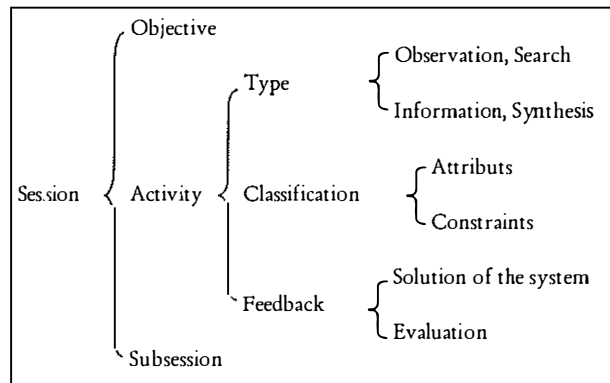 Objective
Observation, Search
Type
Information, Synthesis
Attributs
Session
Activity
Classification
Constraints
Solution of the system
Feedback
Evaluation
Subsession